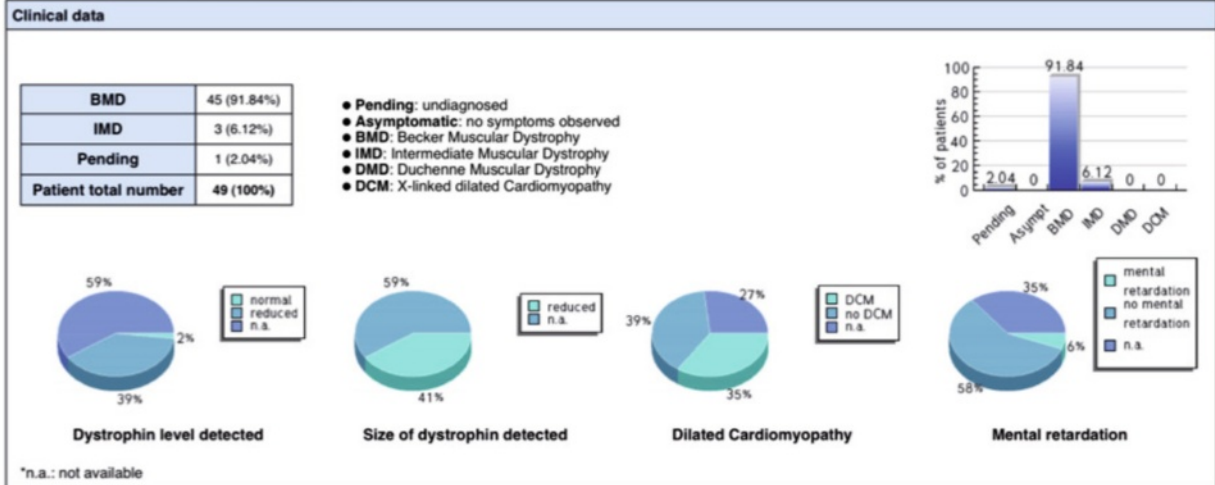 Clinical data
BMD 45 (91.84%)
IMD 3 (6.12%)
Pending 1 (2.04%)
Patient total number 49 (100%)
● Pending: undiagnosed
● Asymptomatic: no symptoms observed
● BMD: Becker Muscular Dystrophy
● IMD: Intermediate Muscular Dystrophy
● DMD: Duchenne Muscular Dystrophy
● DCM: X-linked dilated Cardiomyopathy
% of patients
100
80
60
40
20
0
2.04 0 91.84 6.12 0 0
Pending Asympt BMD IMD DMD DCM
59%
2%
39%
normal
reduced
n.a.
Dystrophin level detected
59%
41%
reduced
n.a.
Size of dystrophin detected
27%
39%
35%
DCM
no DCM
n.a.
Dilated Cardiomyopathy
35%
6%
58%
mental
retardation
no mental
retardation
n.a.
Mental retardation
*n.a.: not available